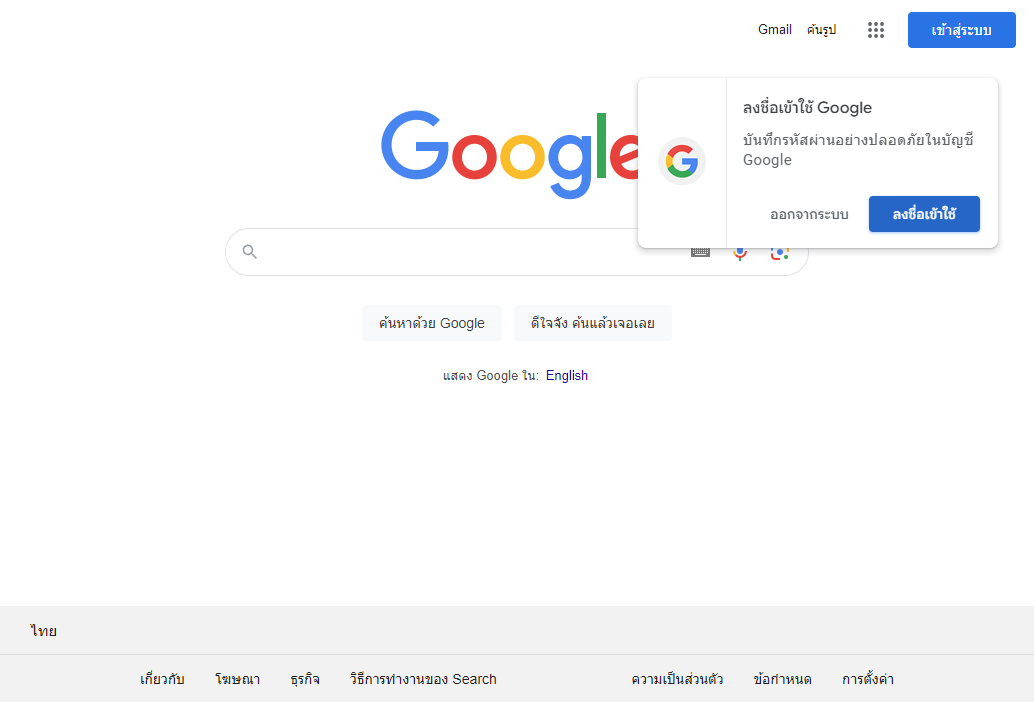 Gmail ค้นรูป เข้าสู่ระบบ
ลงชื่อเข้าใช้ Google
บันทึกรหัสผ่านอย่างปลอดภัยในบัญชี
Google
ออกจากระบบ ลงชื่อเข้าใช้
Google
ค้นหาด้วย Google ดีใจจัง ค้นแล้วเจอเลย
แสดง Google ใน: English
ไทย
เกี่ยวกับ โฆษณา ธุรกิจ วิธีการทำงานของ Search ความเป็นส่วนตัว ข้อกำหนด การตั้งค่า